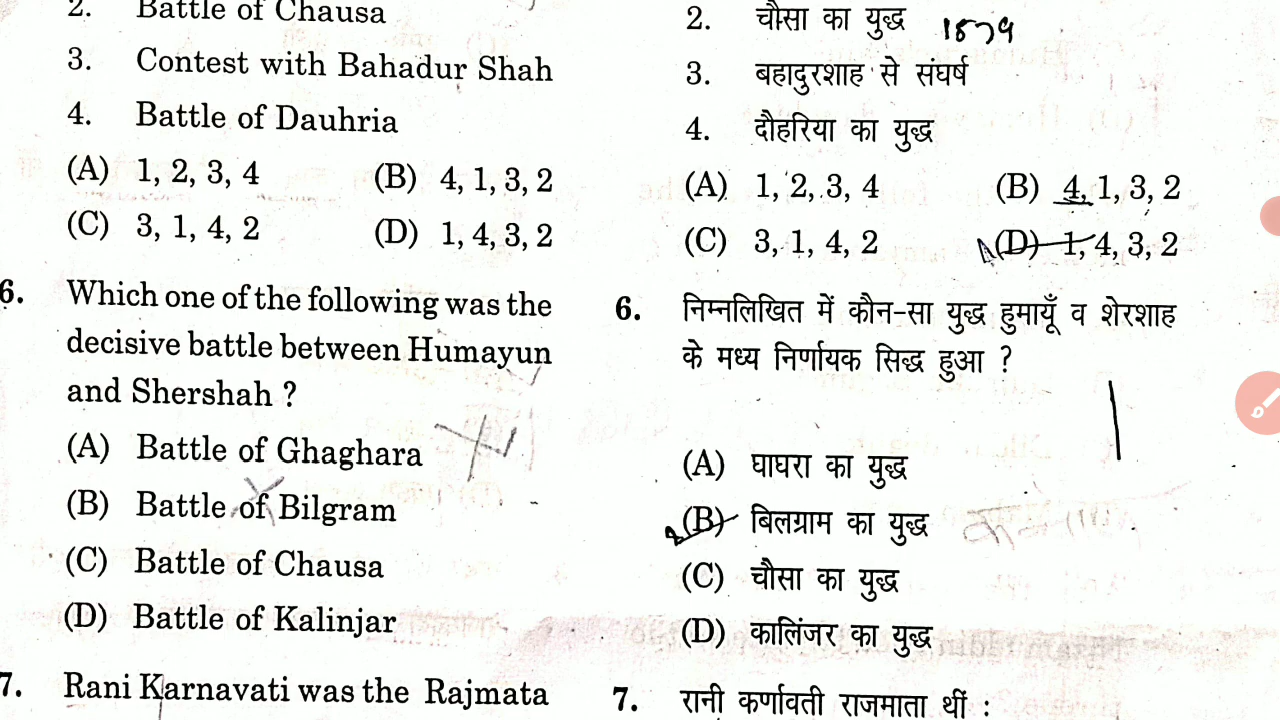 2. Battle of Chausa
3. Contest with Bahadur Shah
4. Battle of Dauhria
(A) 1, 2, 3, 4 (B) 4, 1, 3, 2
(C) 3, 1, 4, 2 (D) 1, 4, 3, 2
6. Which one of the following was the
decisive battle between Humayun
and Shershah ?
(A) Battle of Ghaghara
(B) Battle of Bilgram
(C) Battle of Chausa
(D) Battle of Kalinjar
7. Rani Karnavati was the Rajmata
2. चौसा का युद्ध
3. बहादुरशाह से संघर्ष
4. दौहरिया का युद्ध
(A) 1, 2, 3, 4 (B) 4, 1, 3, 2
(C) 3, 1, 4, 2 (D) 1, 4, 3, 2
6. निम्नलिखित में कौन-सा युद्ध हुमायूँ व शेरशाह
के मध्य निर्णायक सिद्ध हुआ ?
(A) घाघरा का युद्ध
(B) बिलग्राम का युद्ध
(C) चौसा का युद्ध
(D) कालिंजर का युद्ध
7. रानी कर्णावती राजमाता थीं :